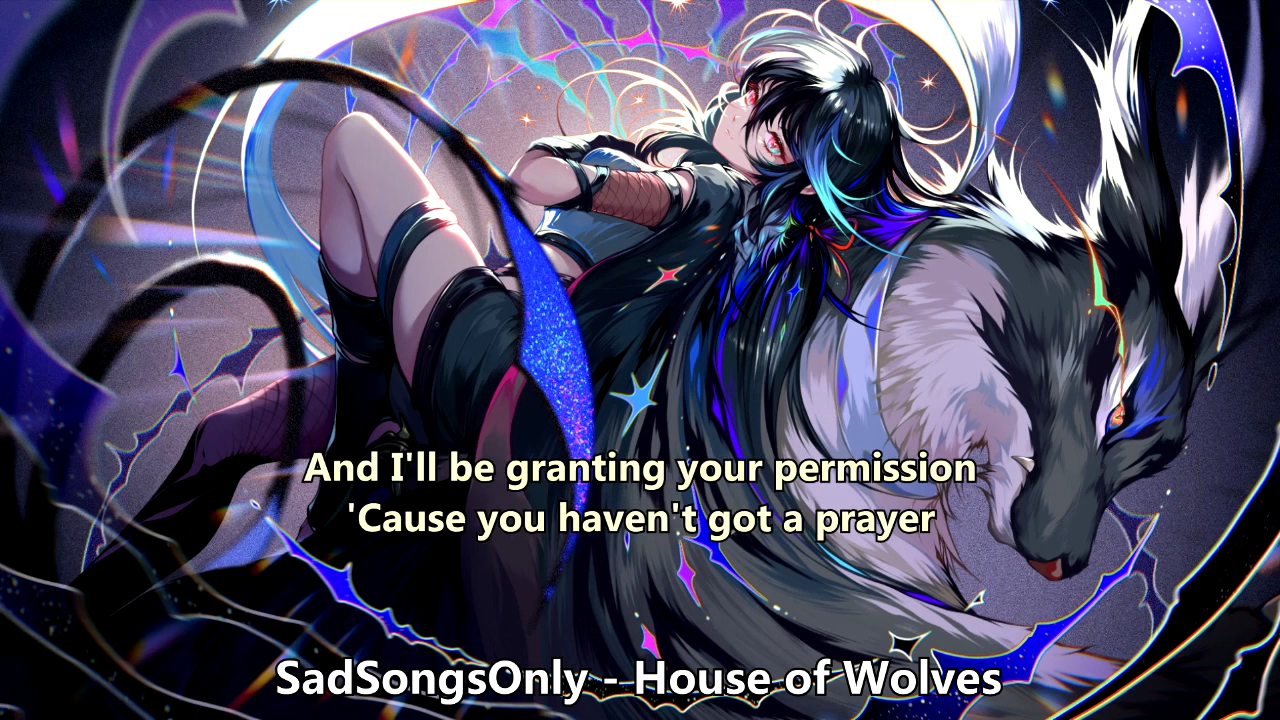 And I'll be granting your permission
'Cause you haven't got a prayer
SadSongsOnly - House of Wolves